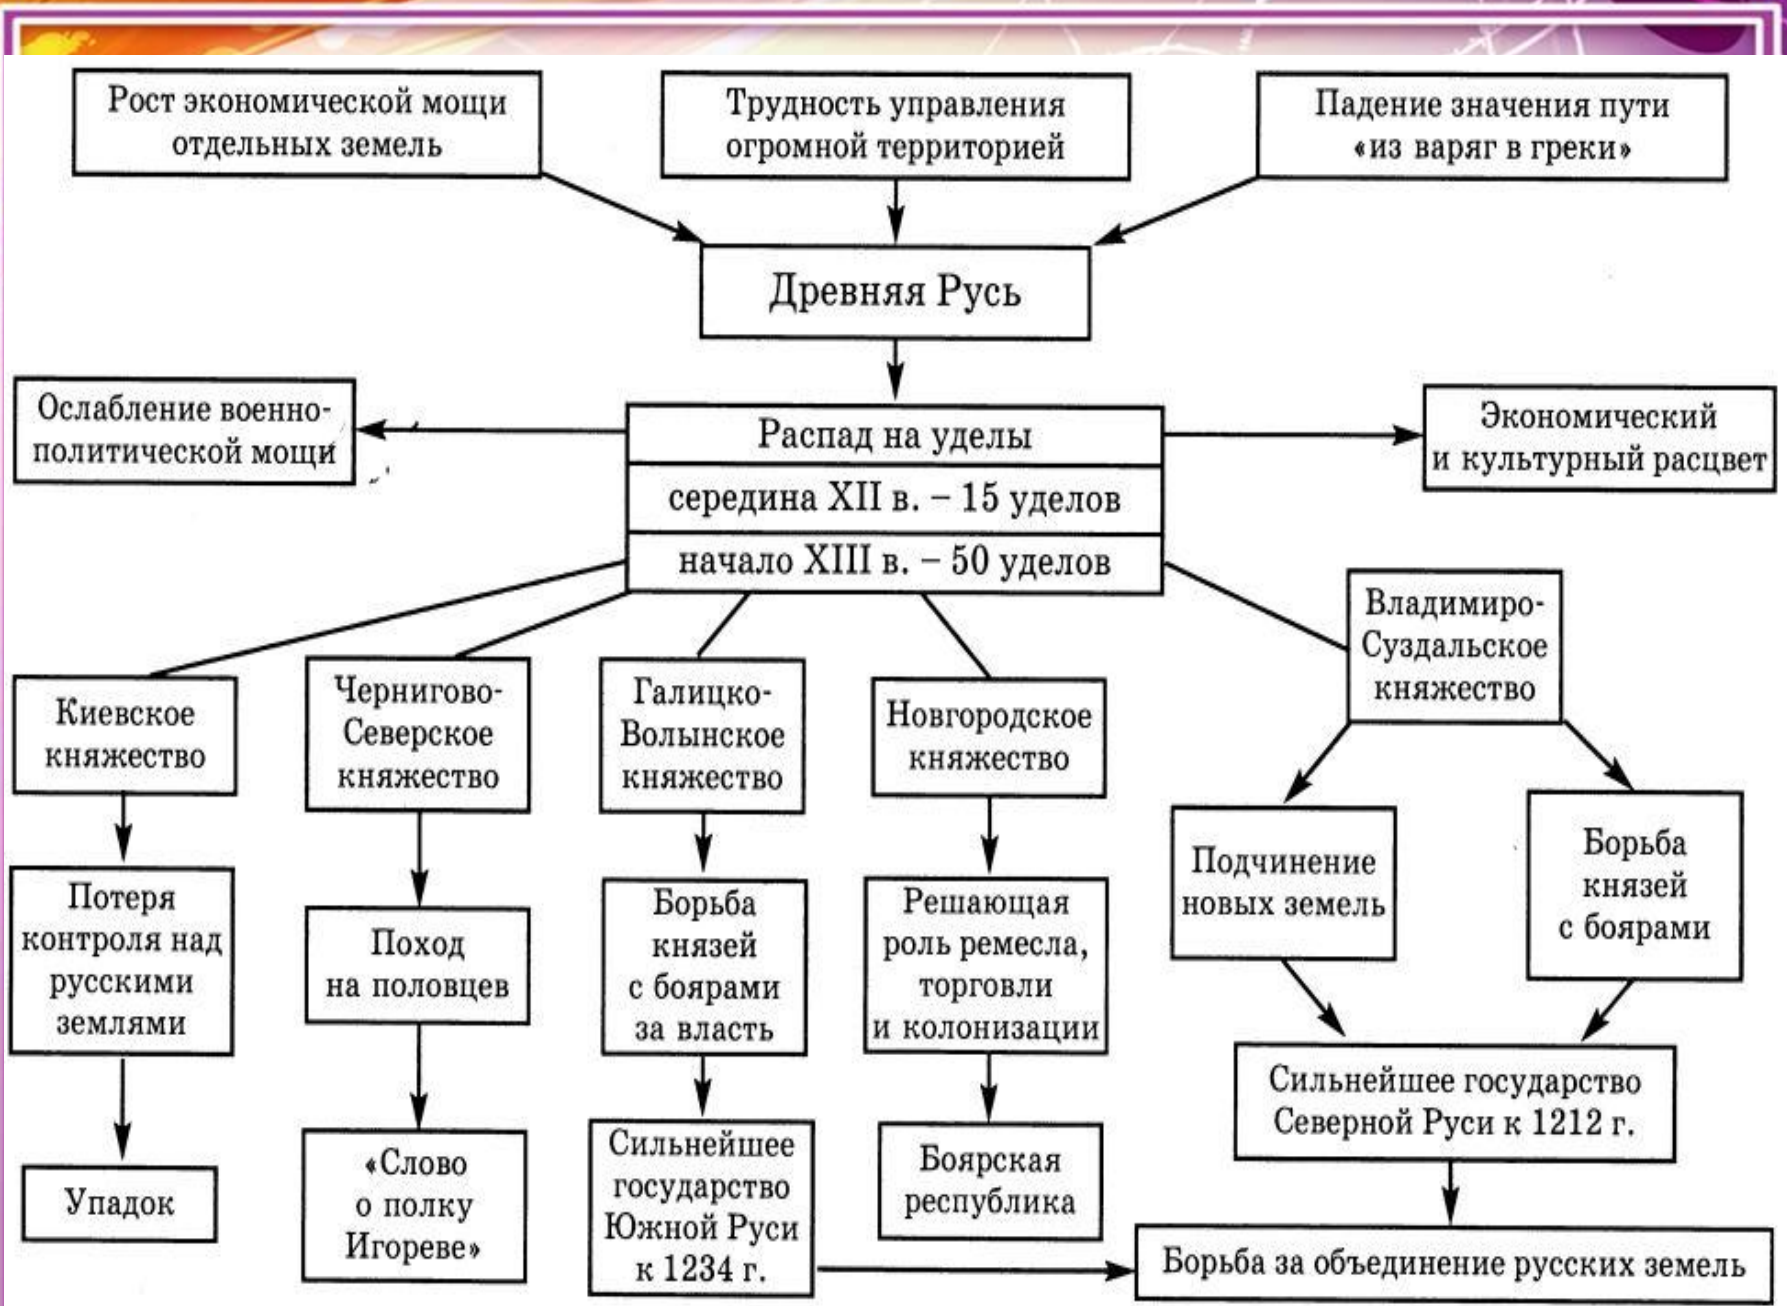 Рост экономической мощи
отдельных земель
Трудность управления
огромной территорией
Падение значения пути
«из варяг в греки»
Древняя Русь
Ослабление военно-
политической мощи
Распад на уделы
середина XII в. – 15 уделов
начало XIII в. – 50 уделов
Экономический
и культурный расцвет
Киевское
княжество
Чернигово-
Северское
княжество
Галицко-
Волынское
княжество
Новгородское
княжество
Владимиро-
Суздальское
княжество
Потеря
контроля над
русскими
землями
Поход
на половцев
Борьба
князей
с боярами
за власть
Решающая
роль ремесла,
торговли
и колонизации
Подчинение
новых земель
Борьба
князей
с боярами
Упадок
«Слово
о полку
Игореве»
Сильнейшее
государство
Южной Руси
к 1234 г.
Боярская
республика
Сильнейшее государство
Северной Руси к 1212 г.
Борьба за объединение русских земель